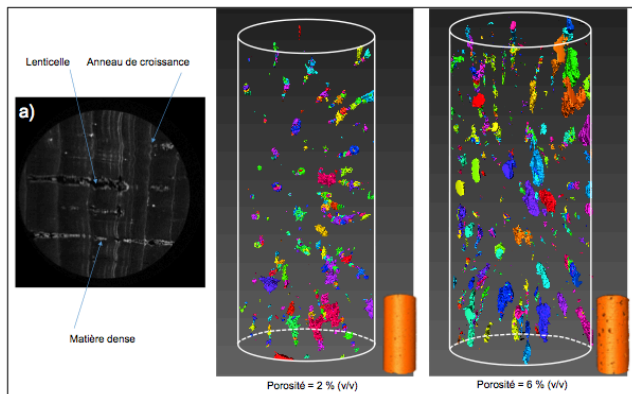 Lenticelle
Anneau de croissance
a)
Matière dense
Porosité = 2 % (v/v)
Porosité = 6 % (v/v)